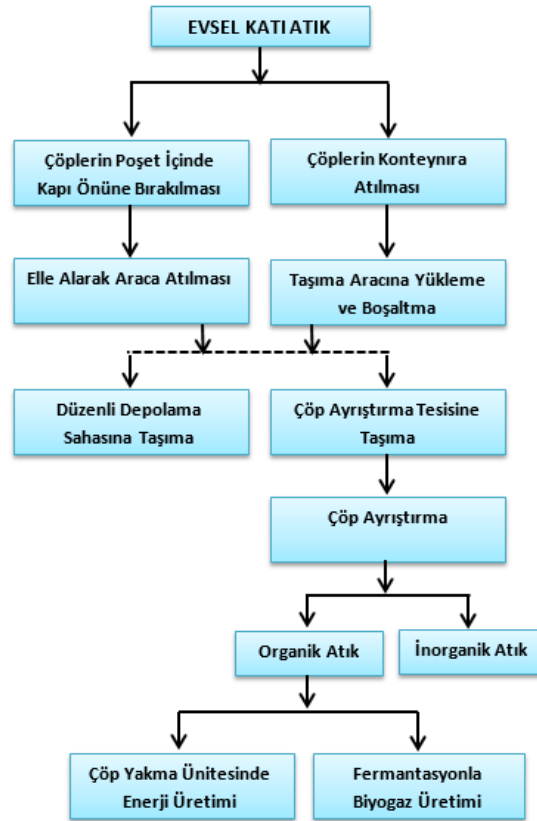 EVSEL KATI ATIK
Çöplerin Poşet İçinde
Kapı Önüne Bırakılması
Çöplerin Konteynıra
Atılması
Elle Alarak Araca Atılması
Taşıma Aracına Yükleme
ve Boşaltma
Düzenli Depolama
Sahasına Taşıma
Çöp Ayrıştırma Tesisine
Taşıma
Çöp Ayrıştırma
Organik Atık
İnorganik Atık
Çöp Yakma Ünitesinde
Enerji Üretimi
Fermantasyonla
Biyogaz Üretimi